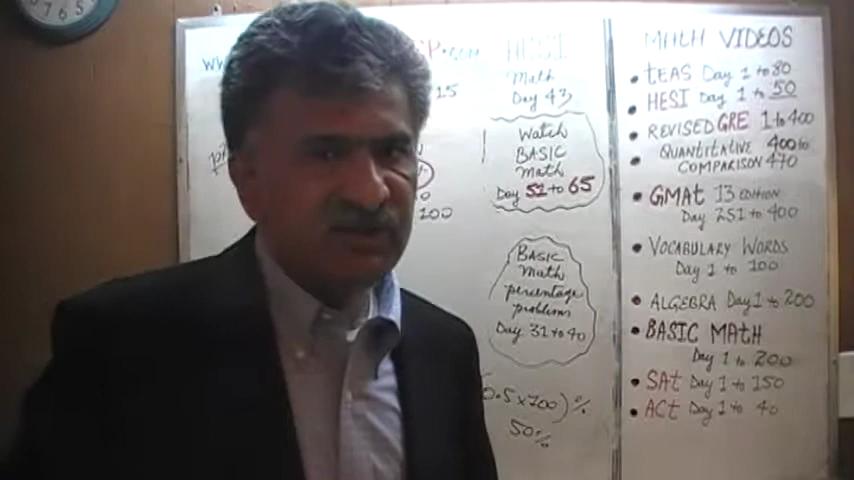 HESI
Math
Day 43
15
Watch
BASIC
Math
Day 51 to 65
100
BASIC
Math
percentage
problems
Day 31 to 40
50%
MATH VIDEOS
TEAS Day 1 to 80
HESI Day 1 to 50
REVISED GRE 1 to 400
QUANTITATIVE 400 to
COMPARISON 470
GMAT 13 EDITION
Day 251 to 400
VOCABULARY WORDS
Day 1 to 100
ALGEBRA Day 1 to 200
BASIC MATH
Day 1 to 200
SAT Day 1 to 150
ACT Day 1 to 40